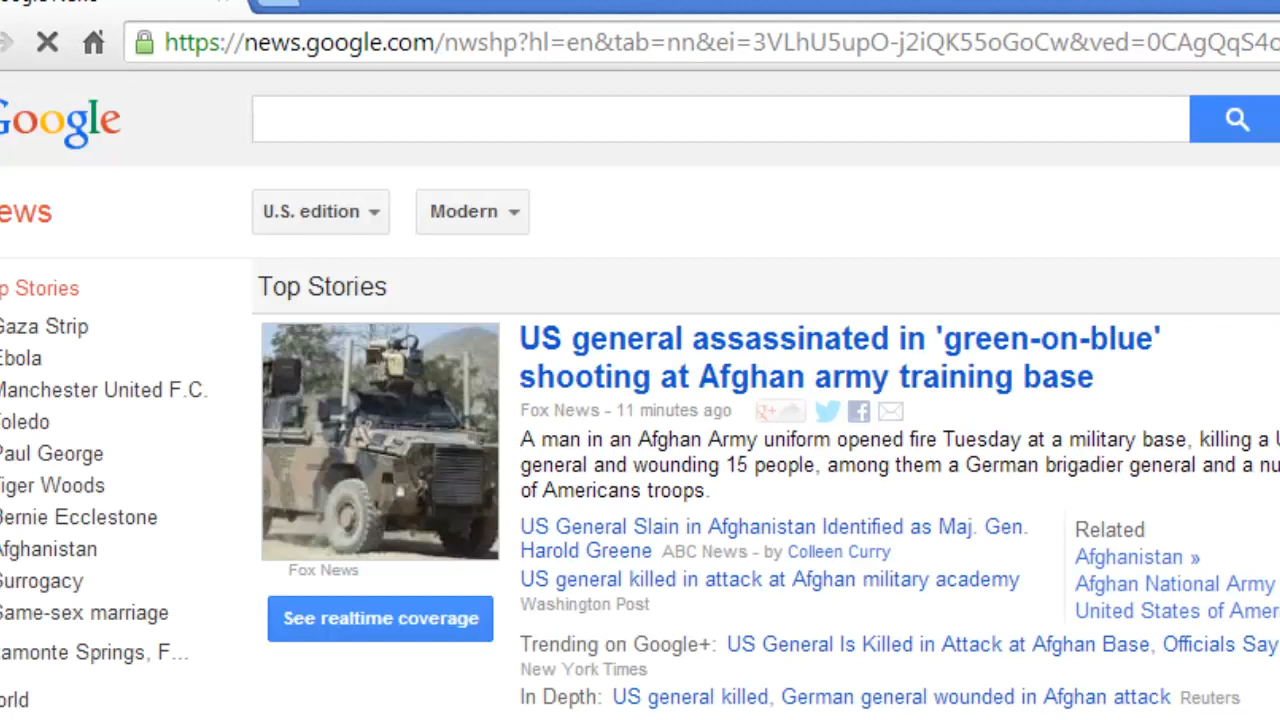 https://news.google.com/nwshp?hl=en&tab=nn&ei=3VLhU5upO-j2iQK55oGoCw&ved=0CAgQqS4o
Google
ews
U.S. edition
Modern
p Stories
Gaza Strip
Ebola
Manchester United F.C.
Toledo
Paul George
Tiger Woods
Bernie Ecclestone
Afghanistan
Surrogacy
Same-sex marriage
tamonte Springs, F...
orld
Top Stories
Fox News
See realtime coverage
US general assassinated in 'green-on-blue'
shooting at Afghan army training base
Fox News - 11 minutes ago
g+
A man in an Afghan Army uniform opened fire Tuesday at a military base, killing a U
general and wounding 15 people, among them a German brigadier general and a nu
of Americans troops.
US General Slain in Afghanistan Identified as Maj. Gen.
Harold Greene ABC News - by Colleen Curry
US general killed in attack at Afghan military academy
Washington Post
Related
Afghanistan »
Afghan National Army
United States of Amer
Trending on Google+: US General Is Killed in Attack at Afghan Base, Officials Say
New York Times
In Depth: US general killed, German general wounded in Afghan attack Reuters